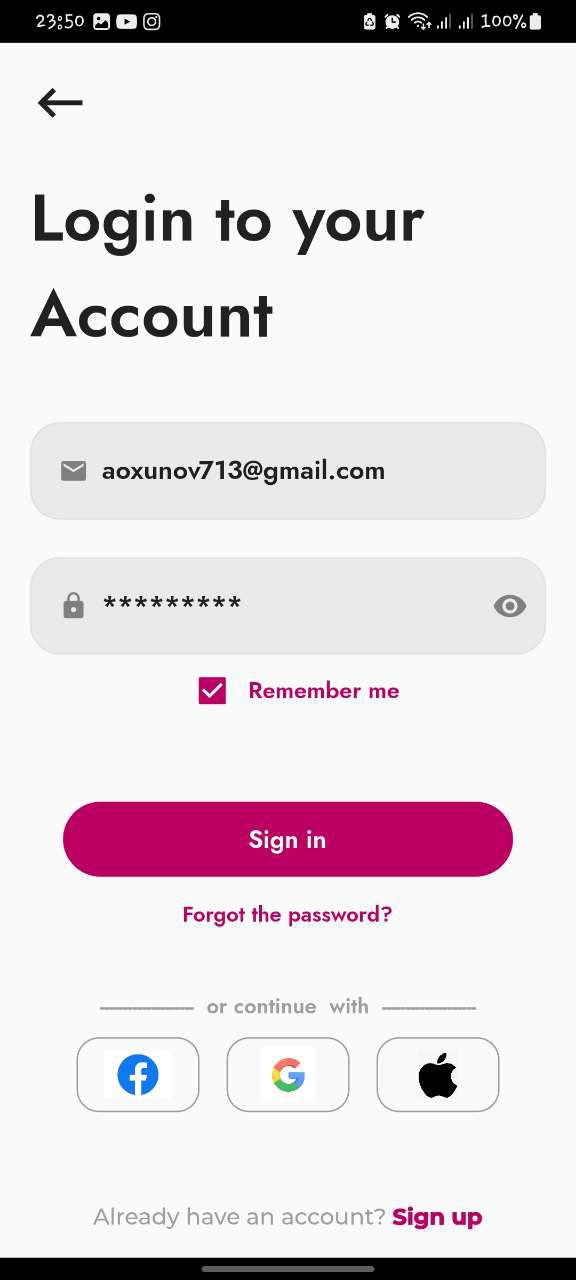 23:50 100%
Login to your
Account
aoxunov713@gmail.com
*********
Remember me
Sign in
Forgot the password?
or continue with
Already have an account? Sign up